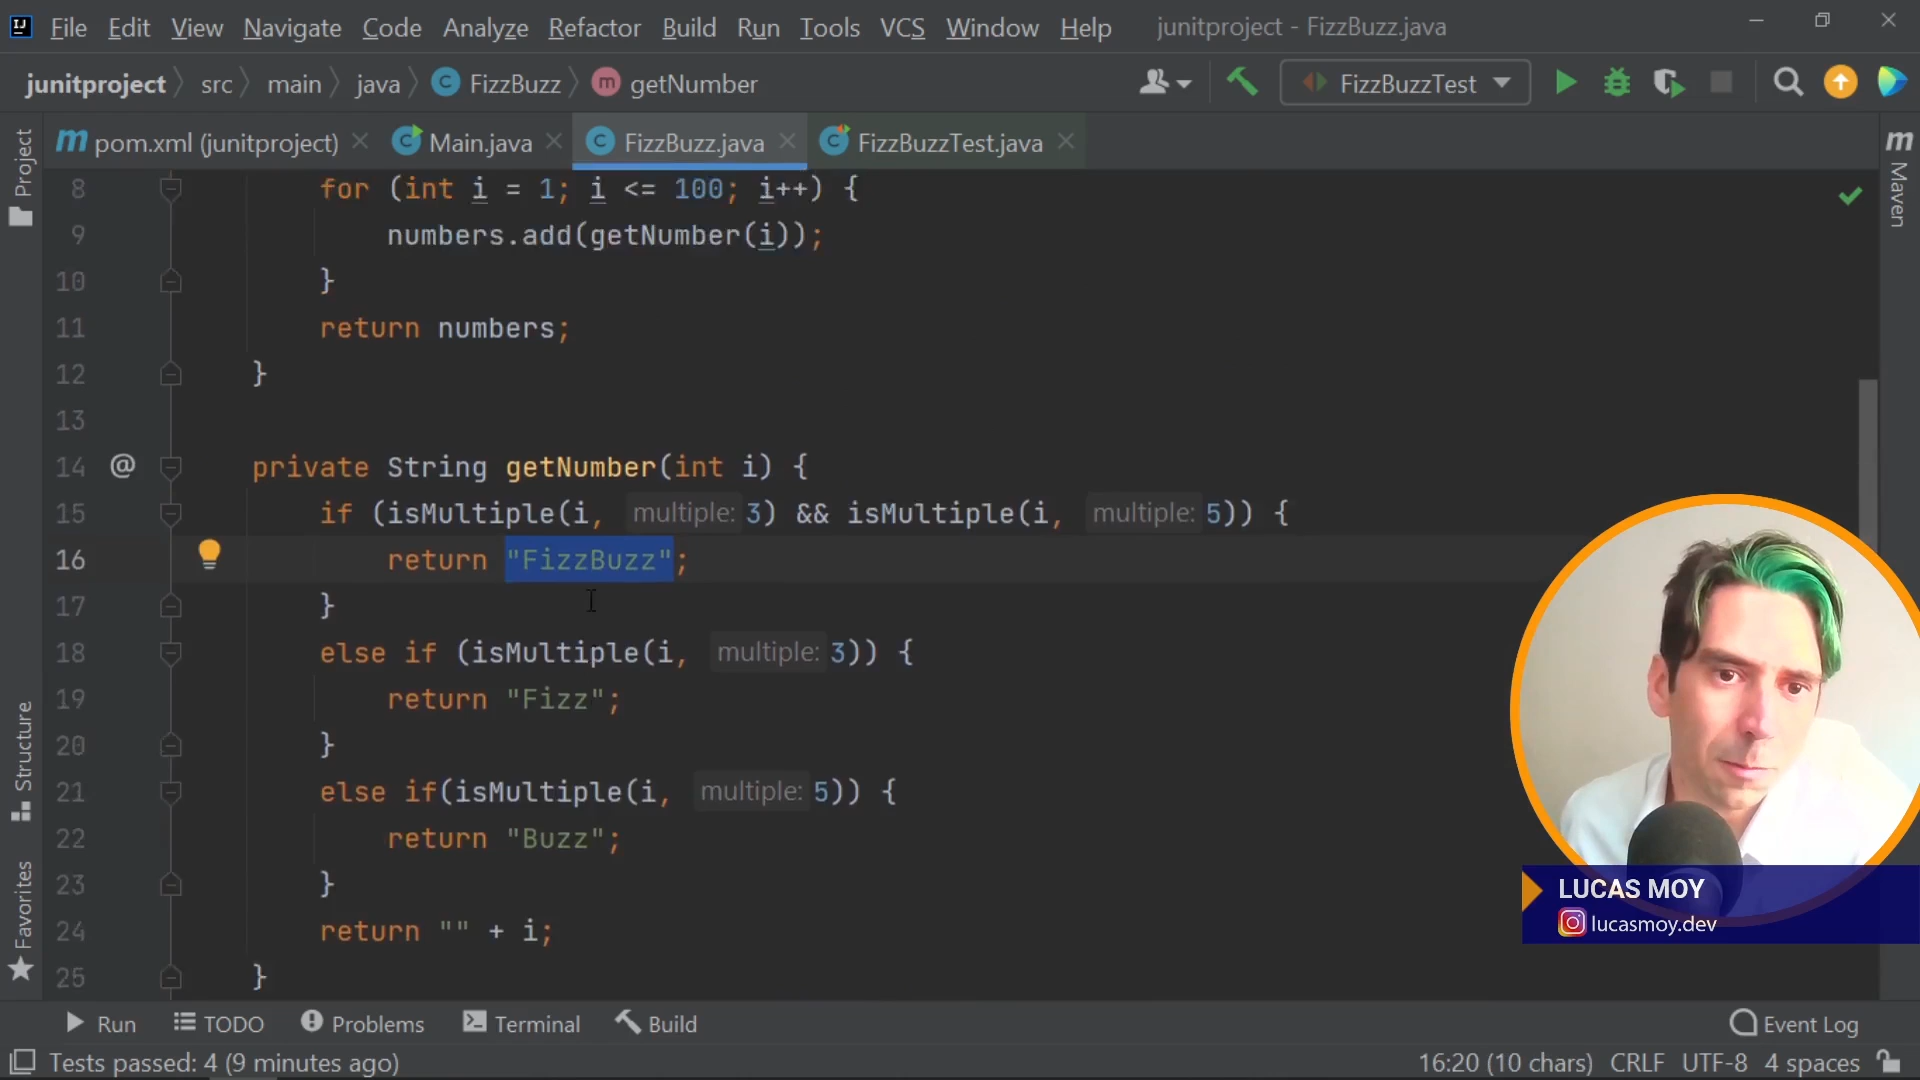 File Edit View Navigate Code Analyze Refactor Build Run Tools VCS Window Help junitproject - FizzBuzz.java
junitproject src main java C FizzBuzz m getNumber FizzBuzzTest
m pom.xml (junitproject) C Main.java C FizzBuzz.java C FizzBuzzTest.java
8 for (int i = 1; i <= 100; i++) {
9 numbers.add(getNumber(i));
10 }
11 return numbers;
12 }
13
14 @ private String getNumber(int i) {
15 if (isMultiple(i, multiple: 3) && isMultiple(i, multiple: 5)) {
16 return "FizzBuzz";
17 }
18 else if (isMultiple(i, multiple: 3)) {
19 return "Fizz";
20 }
21 else if(isMultiple(i, multiple: 5)) {
22 return "Buzz";
23 }
24 return "" + i;
25 }
Project
Structure
Favorites
m Maven
LUCAS MOY
lucasmoy.dev
Run TODO Problems Terminal Build Event Log
Tests passed: 4 (9 minutes ago) 16:20 (10 chars) CRLF UTF-8 4 spaces